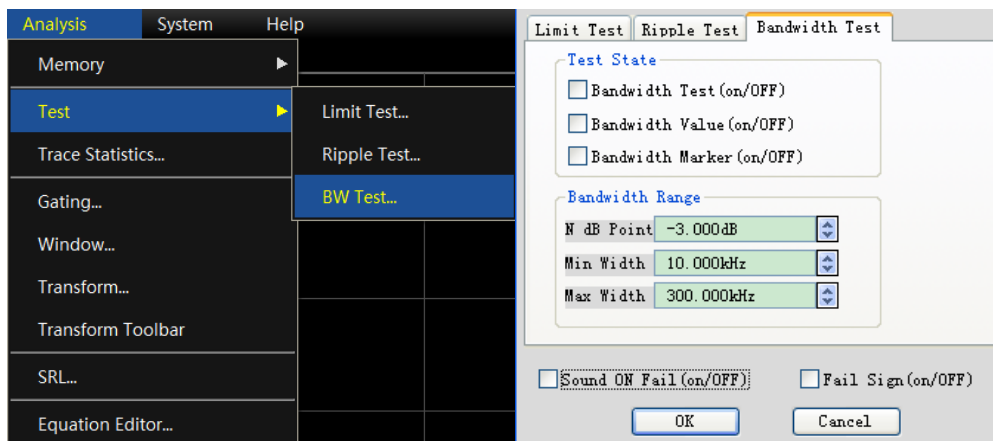 Analysis System Help
Memory
Test
Trace Statistics...
Gating...
Window...
Transform...
Transform Toolbar
SRL...
Equation Editor...
Limit Test...
Ripple Test...
BW Test...
Limit Test Ripple Test Bandwidth Test
Test State
Bandwidth Test(on/OFF)
Bandwidth Value(on/OFF)
Bandwidth Marker(on/OFF)
Bandwidth Range
N dB Point -3.000dB
Min Width 10.000kHz
Max Width 300.000kHz
Sound ON Fail(on/OFF) Fail Sign(on/OFF)
OK Cancel